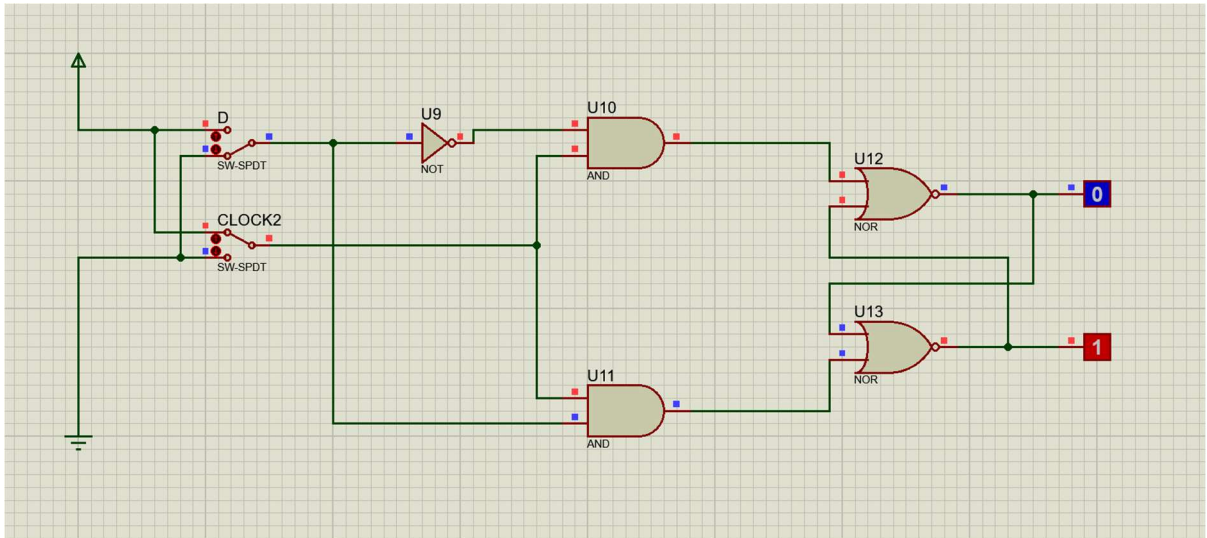 D
SW-SPDT
CLOCK2
SW-SPDT
U9
NOT
U10
AND
U11
AND
U12
NOR
0
U13
NOR
1